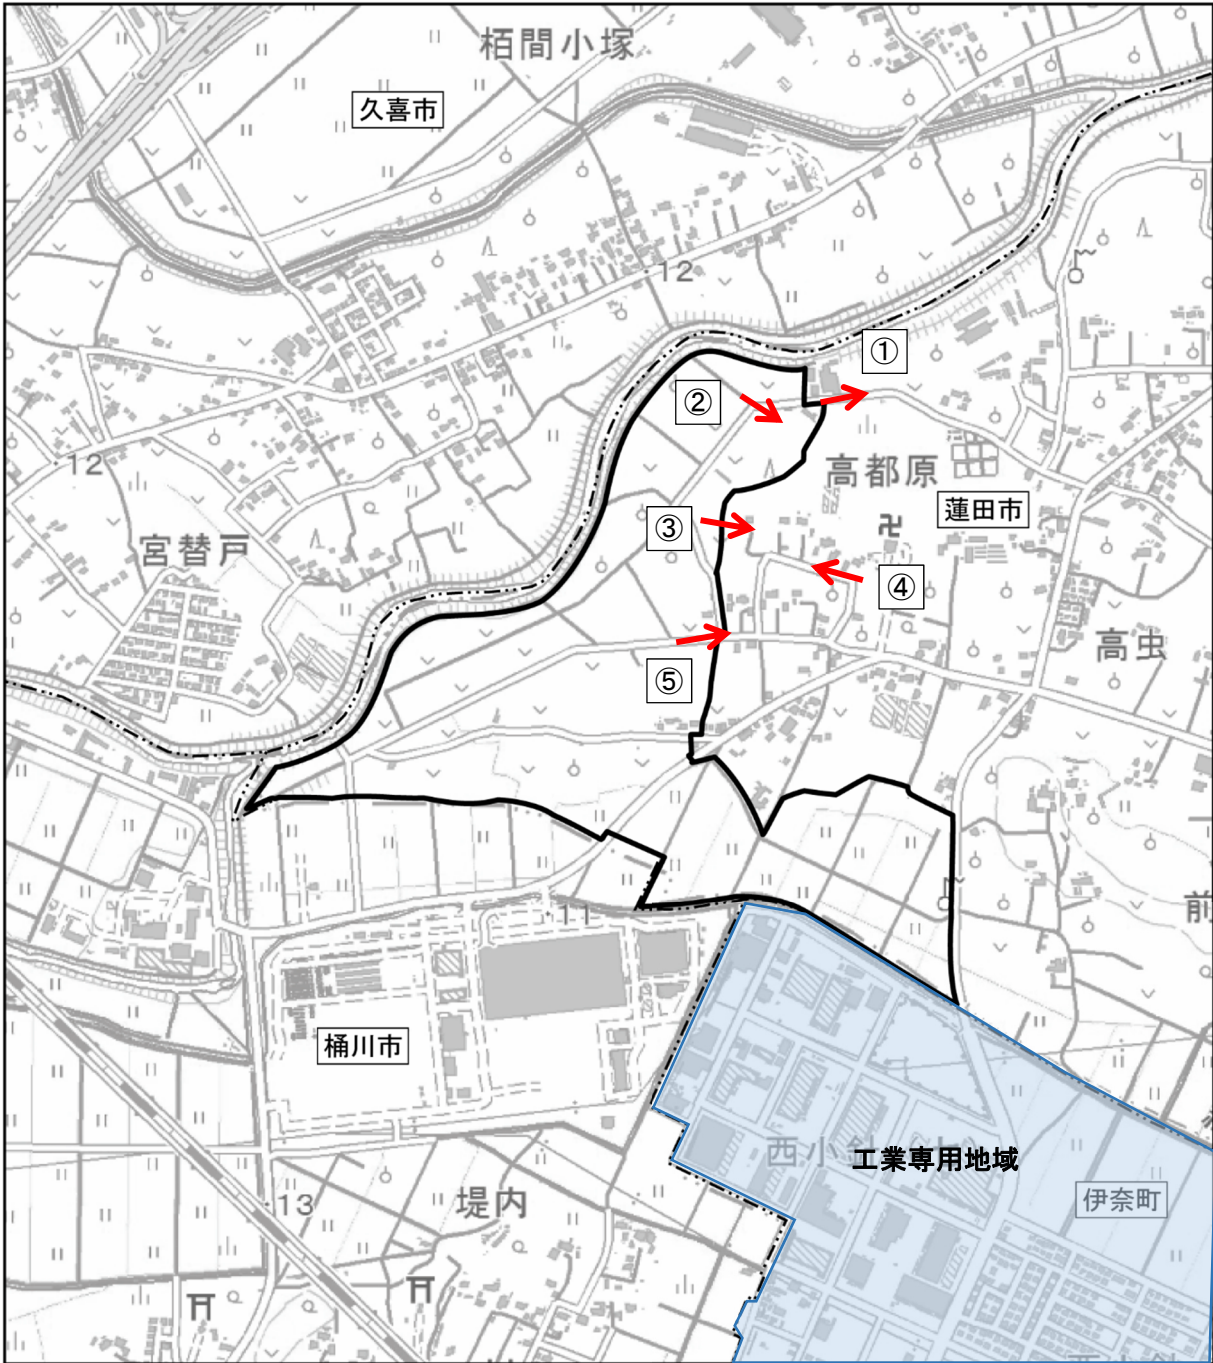 栢間小塚
久喜市
12
①
②
12
高都原
蓮田市
③
宮替戸
④
高虫
⑤
前
11
桶川市
西小針
工業専用地域
伊奈町
13
堤内